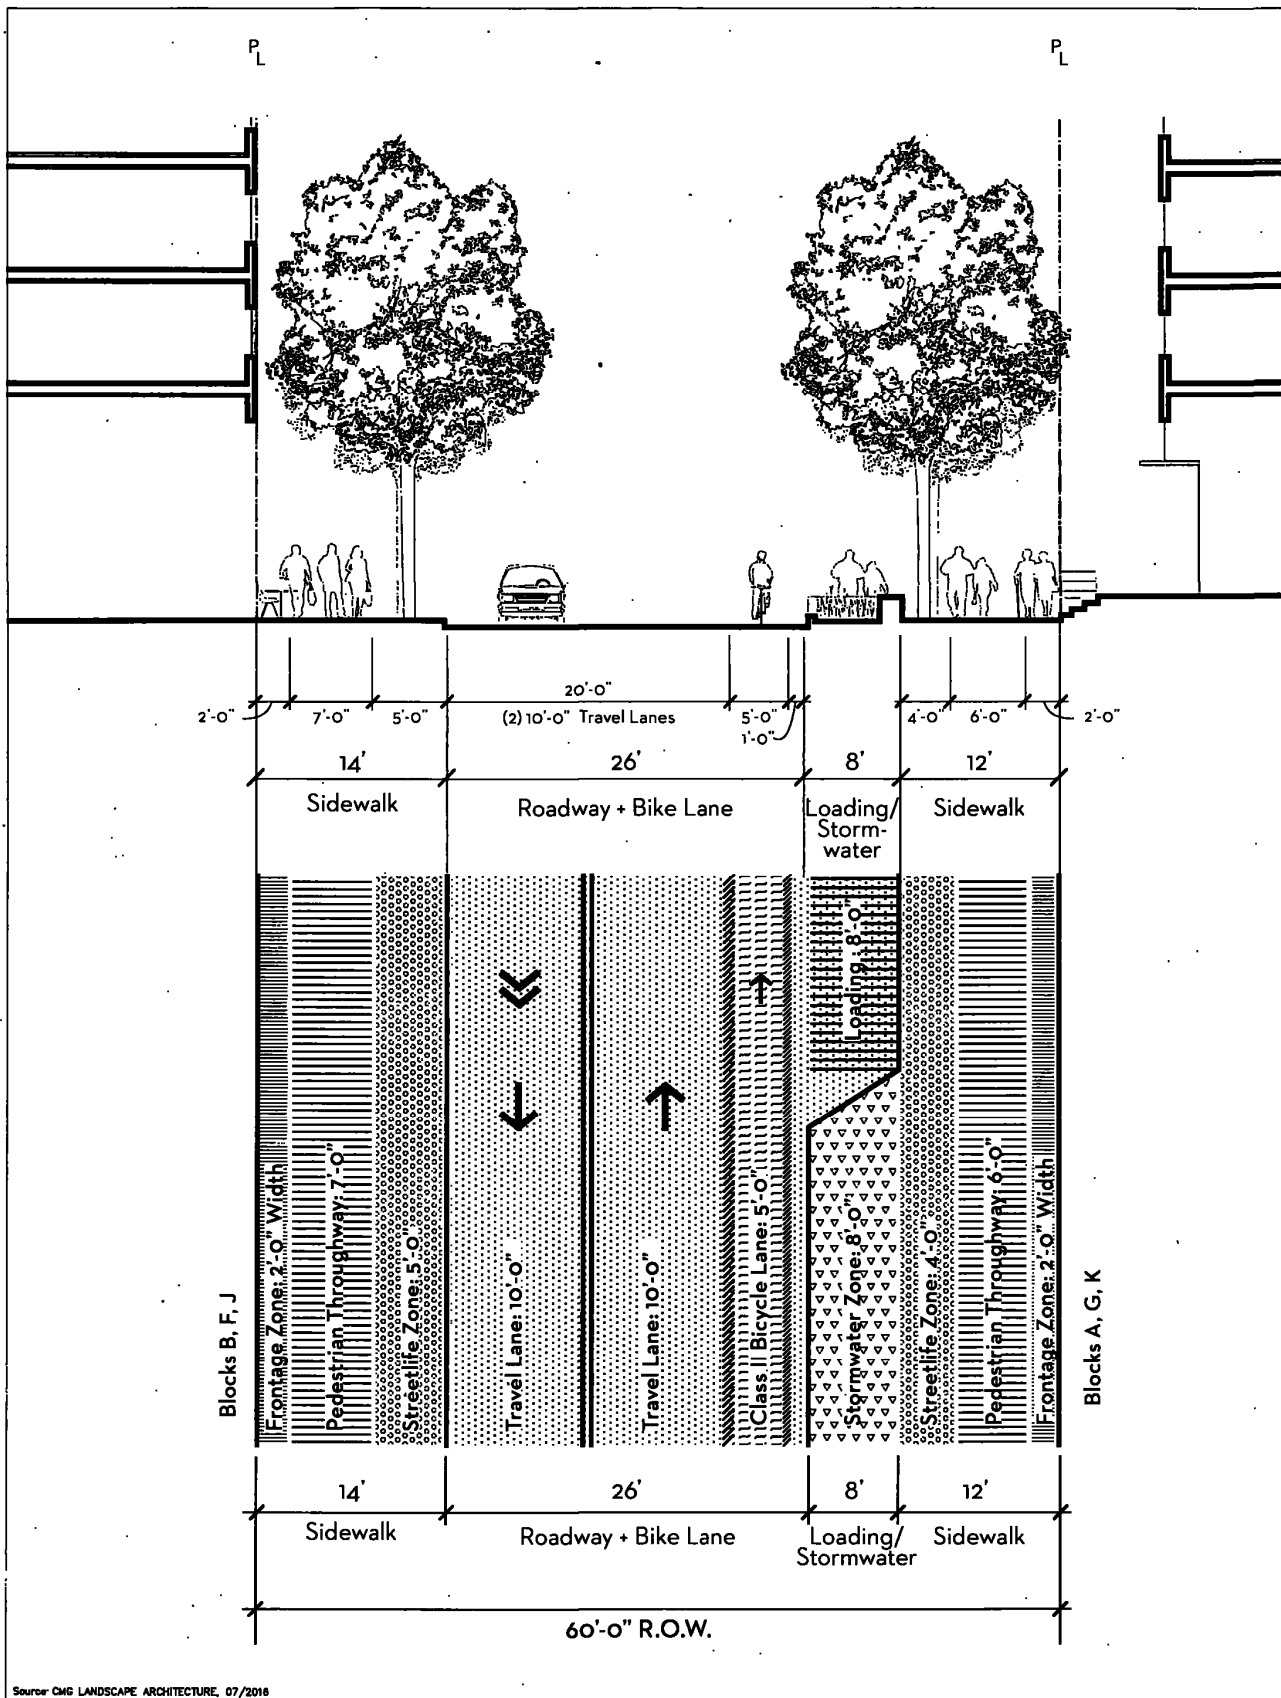 PL
PL
20'-0"
2'-0"
7'-0"
5'-0"
(2) 10'-0" Travel Lanes
5'-0"
1'-0"
4'-0"
6'-0"
2'-0"
14'
26'
8'
12'
Sidewalk
Roadway + Bike Lane
Loading/
Storm-
water
Sidewalk
Blocks B, F, J
Frontage Zone: 2'-0" Width
Pedestrian Throughway: 7'-0"
Streetlife Zone: 5'-0"
Travel Lane: 10'-0"
Travel Lane: 10'-0"
Class II Bicycle Lane: 5'-0"
Loading: 8'-0"
Stormwater Zone: 8'-0"
Streetlife Zone: 4'-0"
Pedestrian Throughway: 6'-0"
Frontage Zone: 2'-0" Width
Blocks A, G, K
14'
26'
8'
12'
Sidewalk
Roadway + Bike Lane
Loading/
Stormwater
Sidewalk
60'-0" R.O.W.
Source: CMG LANDSCAPE ARCHITECTURE, 07/2016